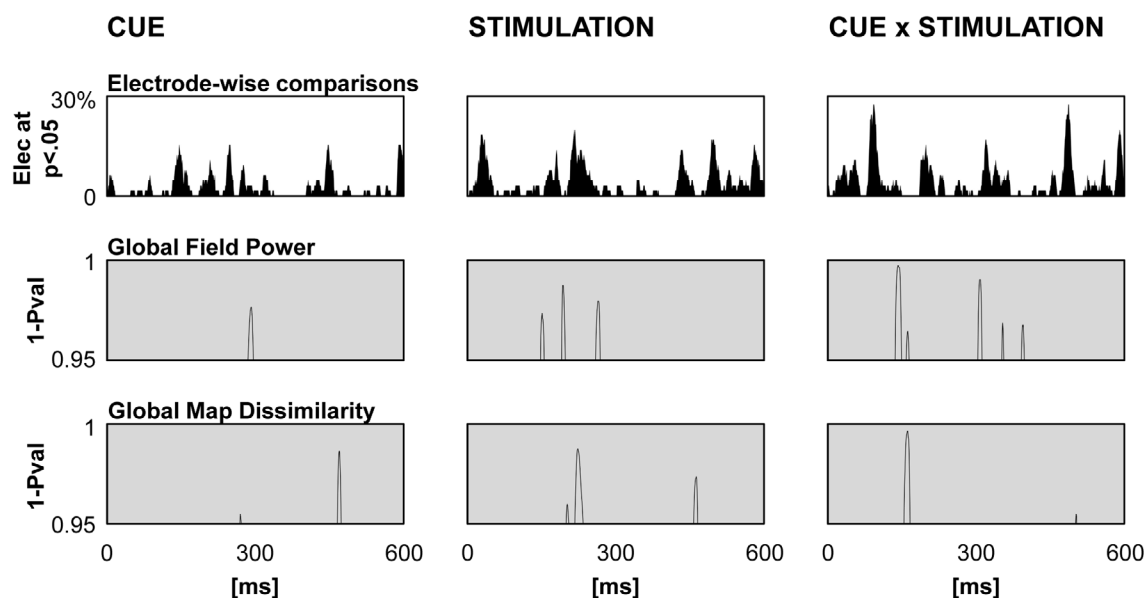 CUE
STIMULATION
CUE x STIMULATION
Electrode-wise comparisons
30%
Elec at
p<.05
0
Global Field Power
1
1-Pval
0.95
Global Map Dissimilarity
1
1-Pval
0.95
0 300 600
0 300 600
0 300 600
[ms]
[ms]
[ms]